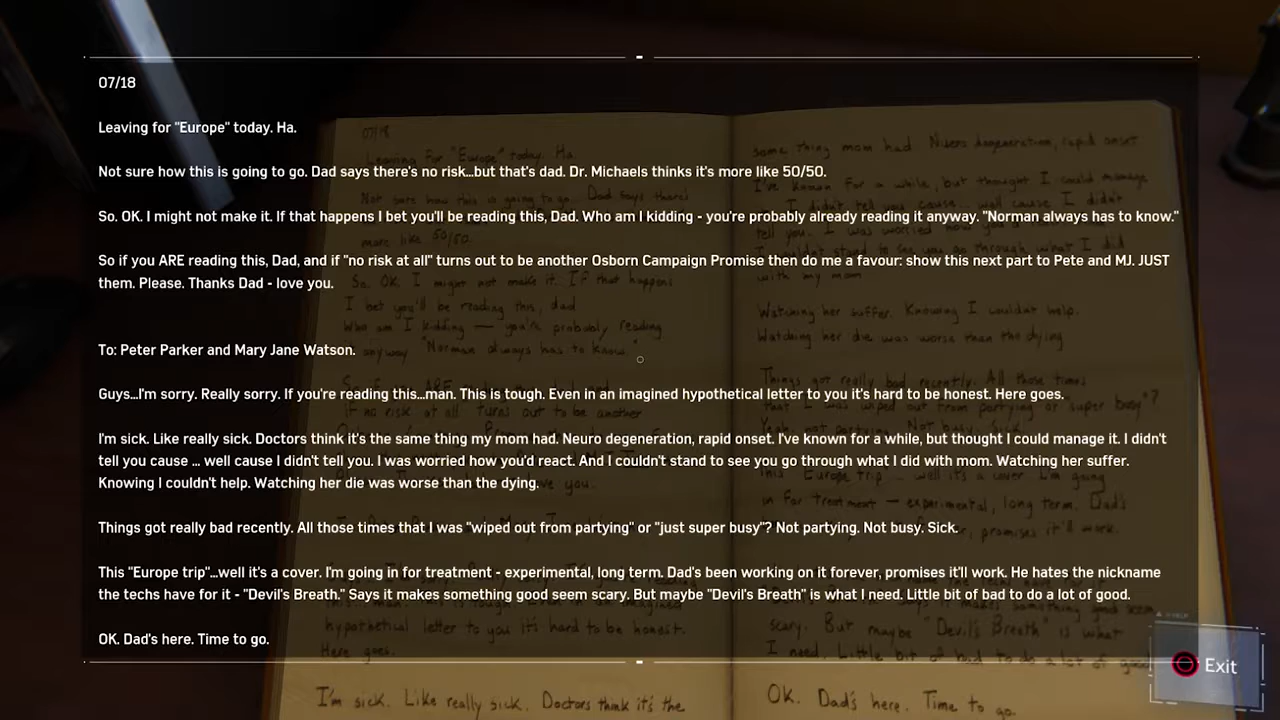 07/18
Leaving for "Europe" today. Ha.
Not sure how this is going to go. Dad says there's no risk...but that's dad. Dr. Michaels thinks it's more like 50/50.
So. OK. I might not make it. If that happens I bet you'll be reading this, Dad. Who am I kidding - you're probably already reading it anyway. "Norman always has to know."
So if you ARE reading this, Dad, and if "no risk at all" turns out to be another Osborn Campaign Promise then do me a favour: show this next part to Pete and MJ. JUST
them. Please. Thanks Dad - love you.
To: Peter Parker and Mary Jane Watson.
Guys...I'm sorry. Really sorry. If you're reading this...man. This is tough. Even in an imagined hypothetical letter to you it's hard to be honest. Here goes.
I'm sick. Like really sick. Doctors think it's the same thing my mom had. Neuro degeneration, rapid onset. I've known for a while, but thought I could manage it. I didn't
tell you cause ... well cause I didn't tell you. I was worried how you'd react. And I couldn't stand to see you go through what I did with mom. Watching her suffer.
Knowing I couldn't help. Watching her die was worse than the dying.
Things got really bad recently. All those times that I was "wiped out from partying" or "just super busy"? Not partying. Not busy. Sick.
This "Europe trip"...well it's a cover. I'm going in for treatment - experimental, long term. Dad's been working on it forever, promises it'll work. He hates the nickname
the techs have for it - "Devil's Breath." Says it makes something good seem scary. But maybe "Devil's Breath" is what I need. Little bit of bad to do a lot of good.
OK. Dad's here. Time to go.
Exit
I'm sick. Like really sick. Doctors think it's the
OK. Dad's here. Time to go.